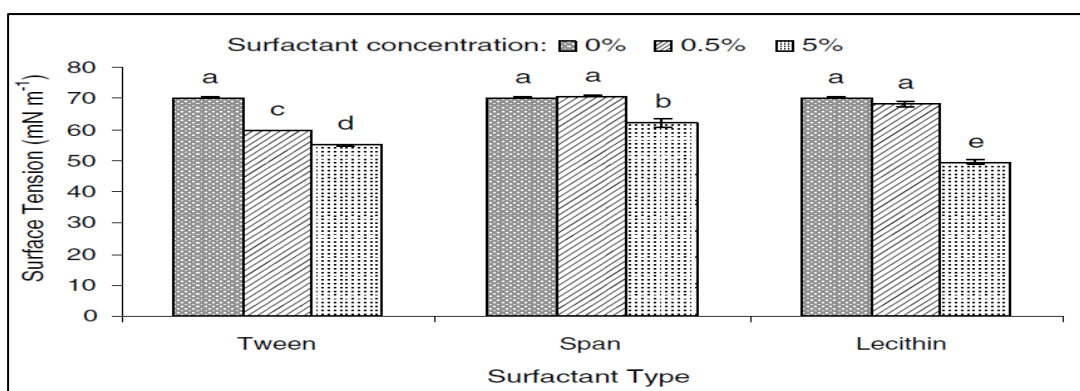 Surfactant concentration: 0% 0.5% 5%
Surface Tension (mN m⁻¹)
80
70
60
50
40
30
20
10
0
a c d a a b a a e
Tween Span Lecithin
Surfactant Type